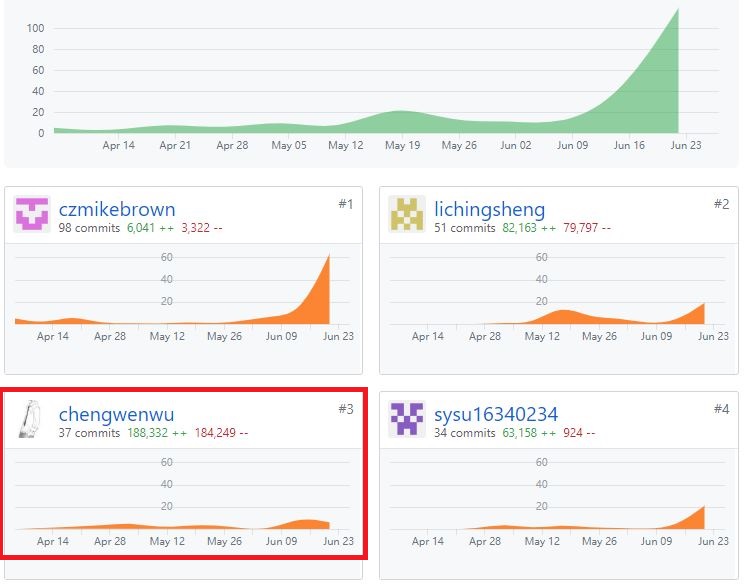 100
80
60
40
20
0
Apr 14 Apr 21 Apr 28 May 05 May 12 May 19 May 26 Jun 02 Jun 09 Jun 16 Jun 23
czmikebrown #1
98 commits 6,041 ++ 3,322 --
60
40
20
Apr 14 Apr 28 May 12 May 26 Jun 09 Jun 23
lichingsheng #2
51 commits 82,163 ++ 79,797 --
60
40
20
Apr 14 Apr 28 May 12 May 26 Jun 09 Jun 23
chengwenwu #3
37 commits 188,332 ++ 184,249 --
60
40
20
Apr 14 Apr 28 May 12 May 26 Jun 09 Jun 23
sysu16340234 #4
34 commits 63,158 ++ 924 --
60
40
20
Apr 14 Apr 28 May 12 May 26 Jun 09 Jun 23